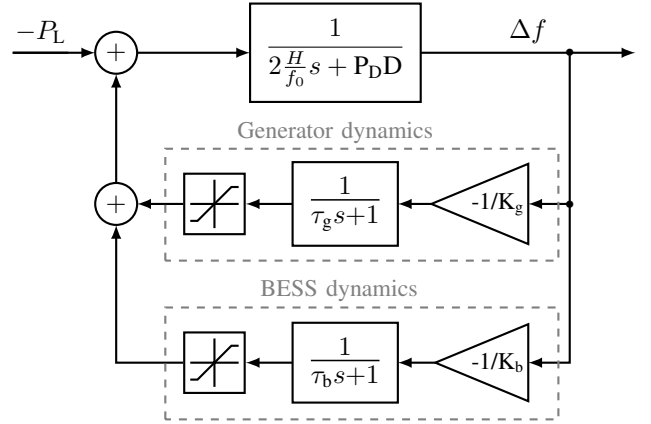 −P_L
Δf
+
1
2 H/f_0 s + P_D D
Generator dynamics
+
1
τ_g s+1
-1/K_g
BESS dynamics
1
τ_b s+1
-1/K_b